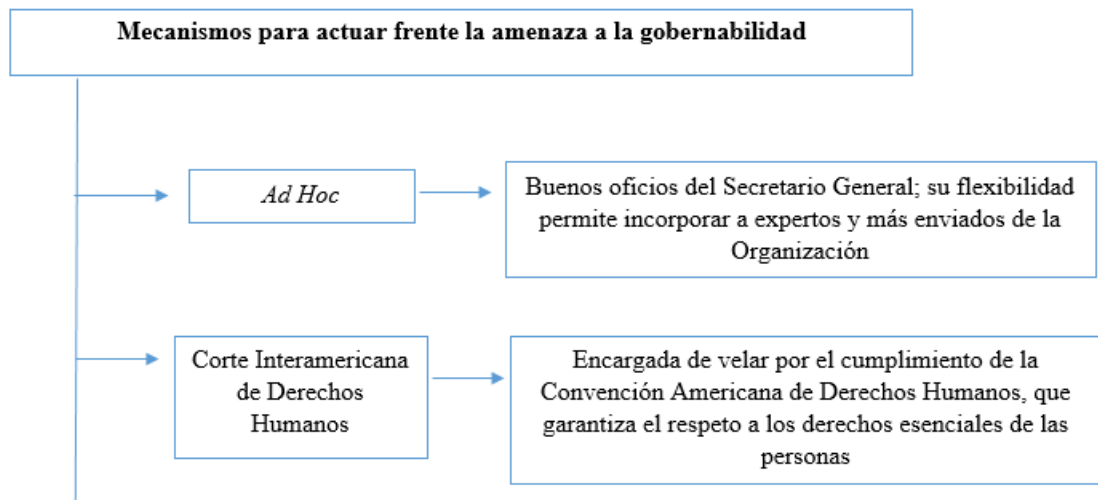 Mecanismos para actuar frente la amenaza a la gobernabilidad
Ad Hoc
Buenos oficios del Secretario General; su flexibilidad
permite incorporar a expertos y más enviados de la
Organización
Corte Interamericana
de Derechos
Humanos
Encargada de velar por el cumplimiento de la
Convención Americana de Derechos Humanos, que
garantiza el respeto a los derechos esenciales de las
personas